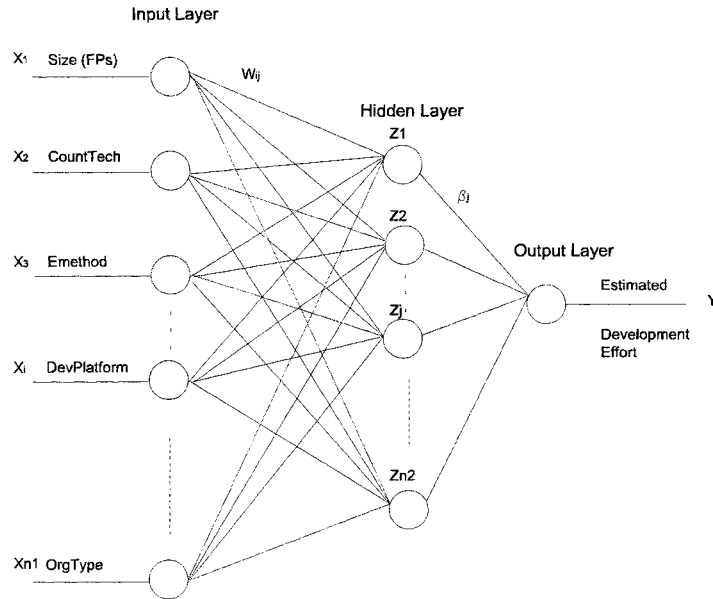 Input Layer
X1 Size (FPs)
Wij
Hidden Layer
Z1
X2 CountTech
βj
Z2
Output Layer
X3 Emethod
Estimated
Y
Zj
Development
Effort
Xi DevPlatform
Zn2
Xn1 OrgType